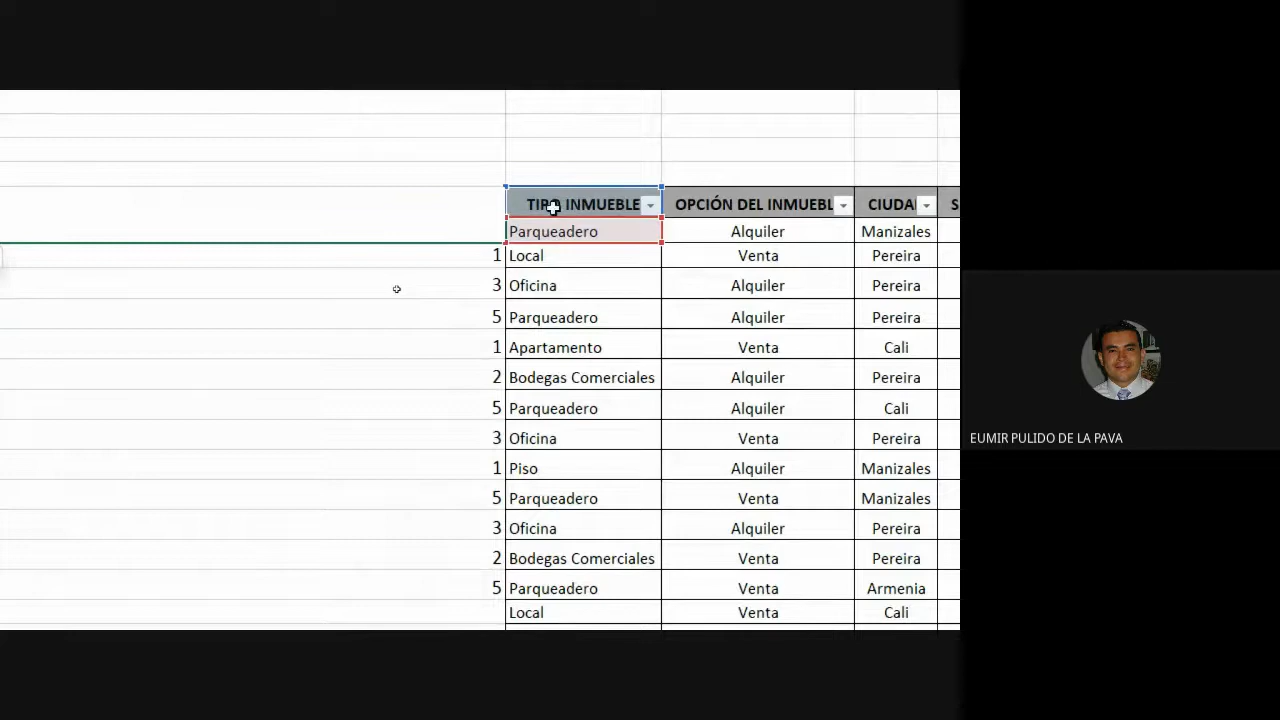 TIPO INMUEBLE OPCIÓN DEL INMUEBL CIUDA S
Parqueadero Alquiler Manizales
1 Local Venta Pereira
3 Oficina Alquiler Pereira
5 Parqueadero Alquiler Pereira
1 Apartamento Venta Cali
2 Bodegas Comerciales Alquiler Pereira
5 Parqueadero Alquiler Cali
3 Oficina Venta Pereira
EUMIR PULIDO DE LA PAVA
1 Piso Alquiler Manizales
5 Parqueadero Venta Manizales
3 Oficina Alquiler Pereira
2 Bodegas Comerciales Venta Pereira
5 Parqueadero Venta Armenia
Local Venta Cali